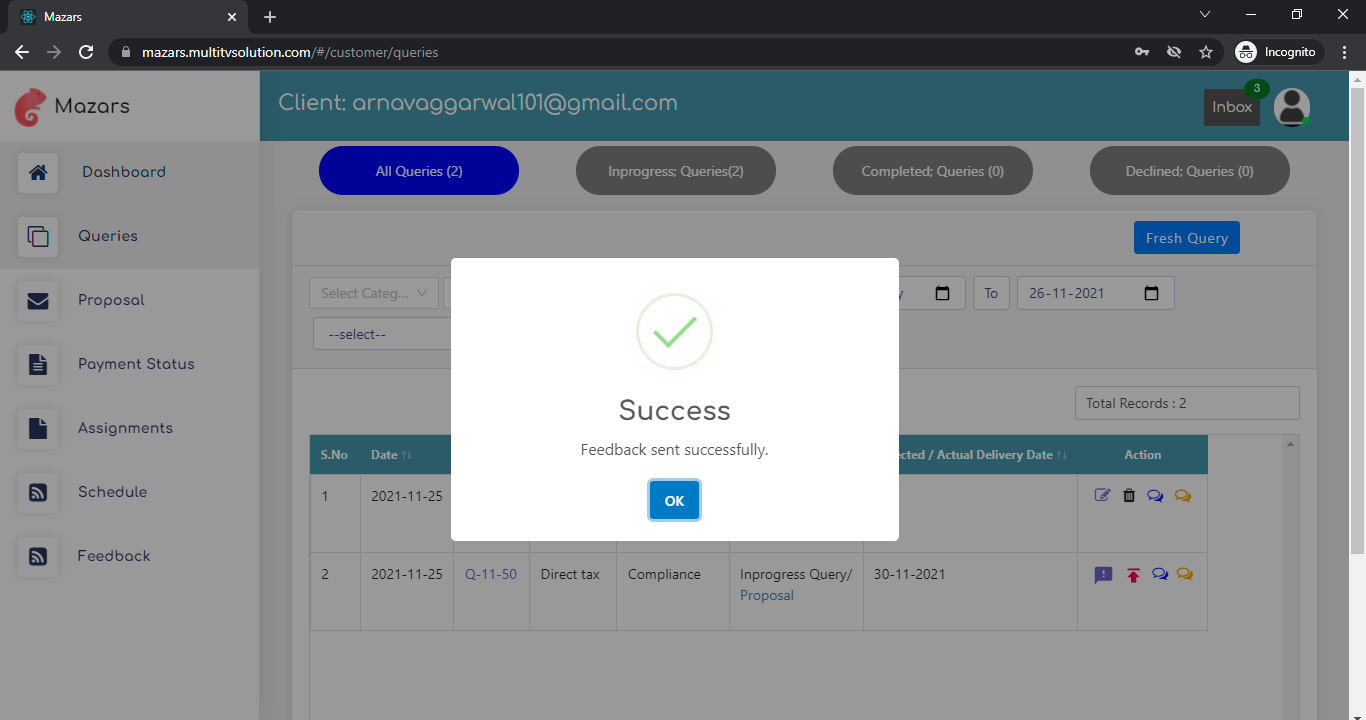 Mazars
mazars.multitvsolution.com/#/customer/queries
Incognito
Mazars
Client: arnavaggarwal101@gmail.com
Inbox
3
Dashboard
Queries
Proposal
Payment Status
Assignments
Schedule
Feedback
All Queries (2)
Inprogress; Queries(2)
Completed; Queries (0)
Declined; Queries (0)
Fresh Query
Select Categ...
y
To
26-11-2021
--select--
Total Records : 2
S.No
Date
cted / Actual Delivery Date
Action
1
2021-11-25
2
2021-11-25
Q-11-50
Direct tax
Compliance
Inprogress Query/
Proposal
30-11-2021
Success
Feedback sent successfully.
OK